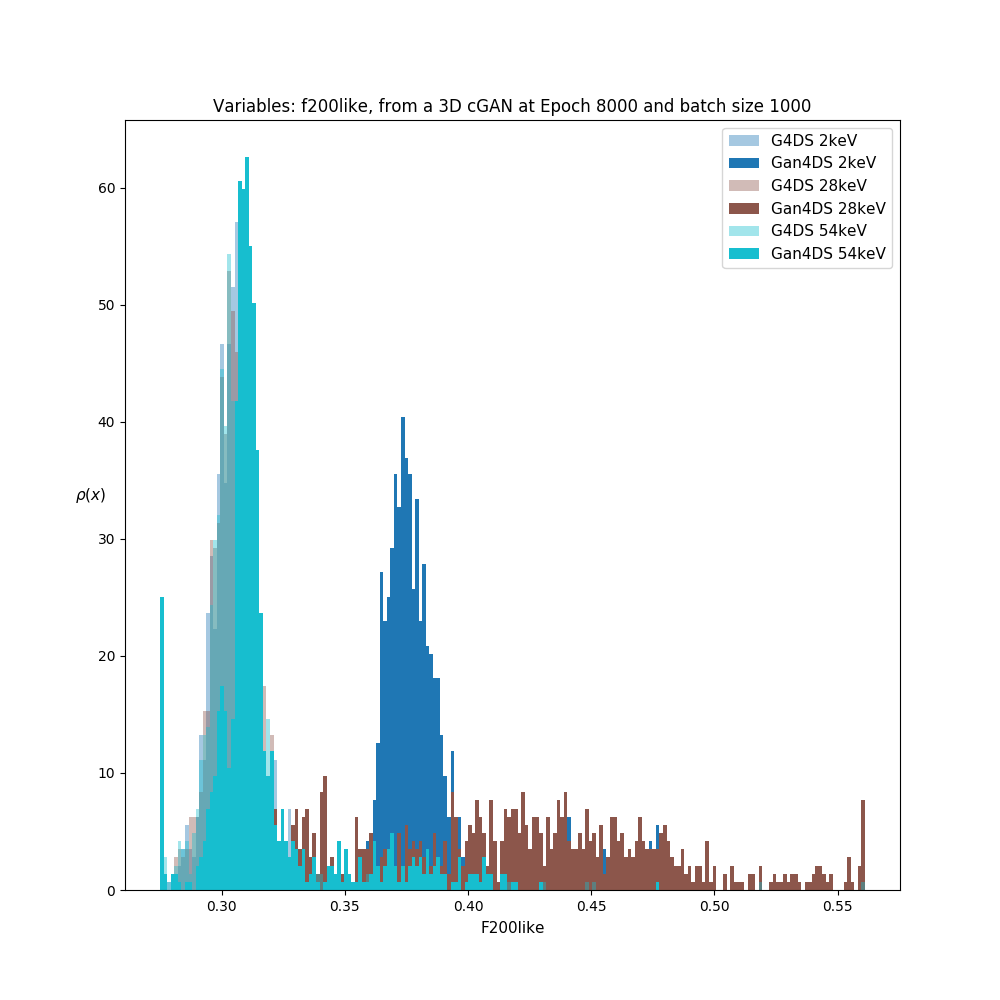 Variables: f200like, from a 3D cGAN at Epoch 8000 and batch size 1000
G4DS 2keV
Gan4DS 2keV
G4DS 28keV
Gan4DS 28keV
G4DS 54keV
Gan4DS 54keV
60
50
40
ρ(x)
30
20
10
0
0.30 0.35 0.40 0.45 0.50 0.55
F200like